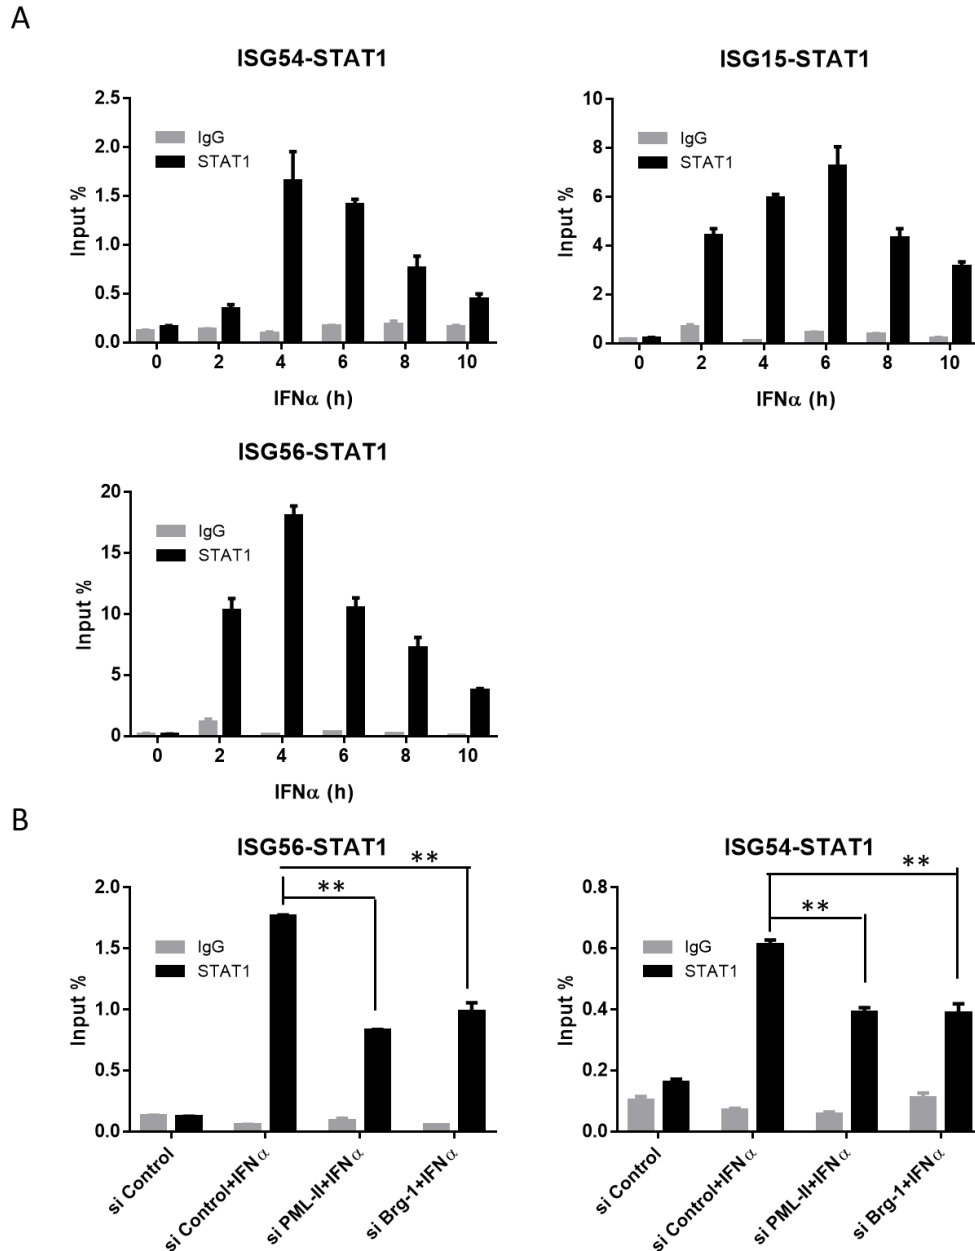 A
ISG54-STAT1
2.5
2.0
1.5
1.0
0.5
0.0
Input %
IgG
STAT1
0 2 4 6 8 10
IFNα (h)
ISG15-STAT1
10
8
6
4
2
0
Input %
IgG
STAT1
0 2 4 6 8 10
IFNα (h)
ISG56-STAT1
20
15
10
5
0
Input %
IgG
STAT1
0 2 4 6 8 10
IFNα (h)
B
ISG56-STAT1
**
**
2.0
1.5
1.0
0.5
0.0
Input %
IgG
STAT1
si Control
si Control+IFNα
si PML-II+IFNα
si Brg-1+IFNα
ISG54-STAT1
**
**
0.8
0.6
0.4
0.2
0.0
Input %
IgG
STAT1
si Control
si Control+IFNα
si PML-II+IFNα
si Brg-1+IFNα